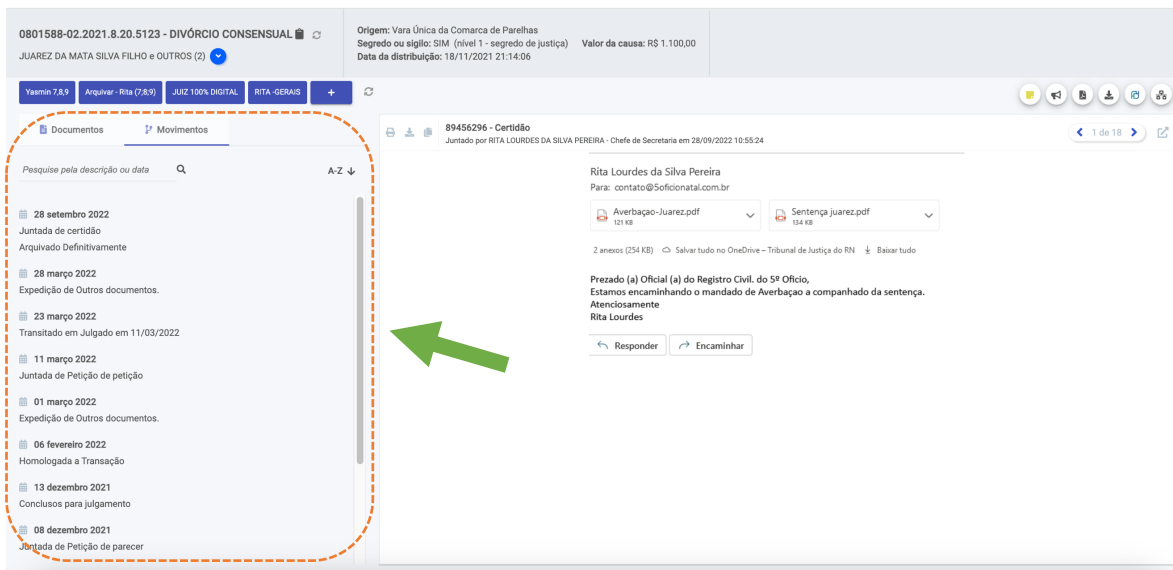 0801588-02.2021.8.20.5123 - DIVÓRCIO CONSENSUAL
JUAREZ DA MATA SILVA FILHO e OUTROS (2)
Origem: Vara Única da Comarca de Parelhas
Segredo ou sigilo: SIM (nível 1 - segredo de justiça) Valor da causa: R$ 1.100,00
Data da distribuição: 18/11/2021 21:14:06
Yasmin 7,8,9 Arquivar - Rita (7;8;9) JUIZ 100% DIGITAL RITA -GERAIS +
Documentos Movimentos
Pesquise pela descrição ou data A-Z
28 setembro 2022
Juntada de certidão
Arquivado Definitivamente
28 março 2022
Expedição de Outros documentos.
23 março 2022
Transitado em Julgado em 11/03/2022
11 março 2022
Juntada de Petição de petição
01 março 2022
Expedição de Outros documentos.
06 fevereiro 2022
Homologada a Transação
13 dezembro 2021
Conclusos para julgamento
08 dezembro 2021
Juntada de Petição de parecer
89456296 - Certidão
Juntado por RITA LOURDES DA SILVA PEREIRA - Chefe de Secretaria em 28/09/2022 10:55:24
1 de 18
Rita Lourdes da Silva Pereira
Para: contato@5oficionatal.com.br
Averbaçao-Juarez.pdf
121 KB
Sentença juarez.pdf
134 KB
2 anexos (254 KB) Salvar tudo no OneDrive – Tribunal de Justiça do RN Baixar tudo
Prezado (a) Oficial (a) do Registro Civil. do 5º Oficio,
Estamos encaminhando o mandado de Averbaçao a companhado da sentença.
Atenciosamente
Rita Lourdes
Responder Encaminhar